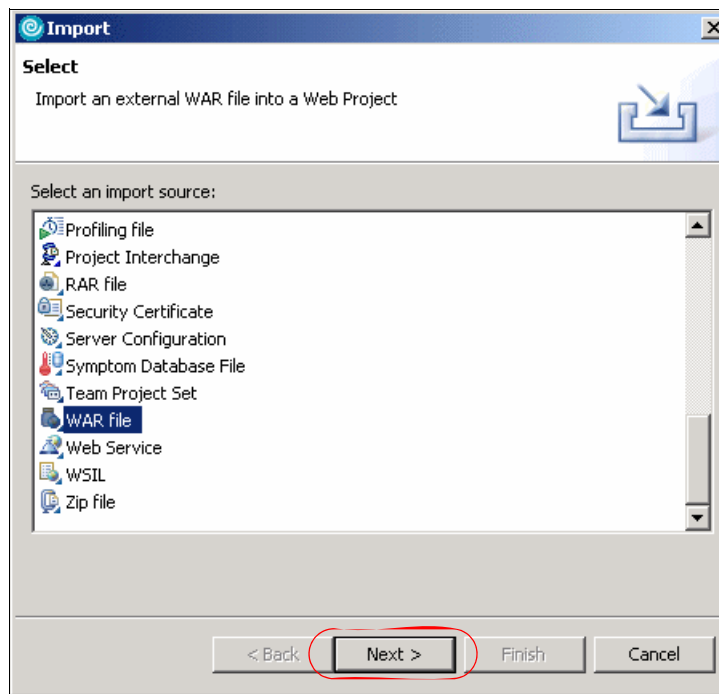 Import
Select
Import an external WAR file into a Web Project
Select an import source:
Profiling file
Project Interchange
RAR file
Security Certificate
Server Configuration
Symptom Database File
Team Project Set
WAR file
Web Service
WSIL
Zip file
< Back Next > Finish Cancel